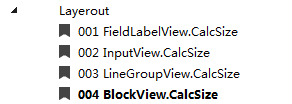 Layerout
001 FieldLabelView.CalcSize
002 InputView.CalcSize
003 LineGroupView.CalcSize
004 BlockView.CalcSize